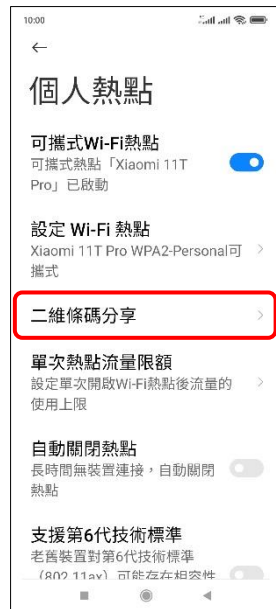 10:00
個人熱點
可攜式Wi-Fi熱點
可攜式熱點「Xiaomi 11T
Pro」已啟動
設定 Wi-Fi 熱點
Xiaomi 11T Pro WPA2-Personal可
攜式
二維條碼分享
單次熱點流量限額
設定單次開啟Wi-Fi熱點後流量的
使用上限
自動關閉熱點
長時間無裝置連接，自動關閉
熱點
支援第6代技術標準
老舊裝置對第6代技術標準
（802.11ax）可能存在相容性